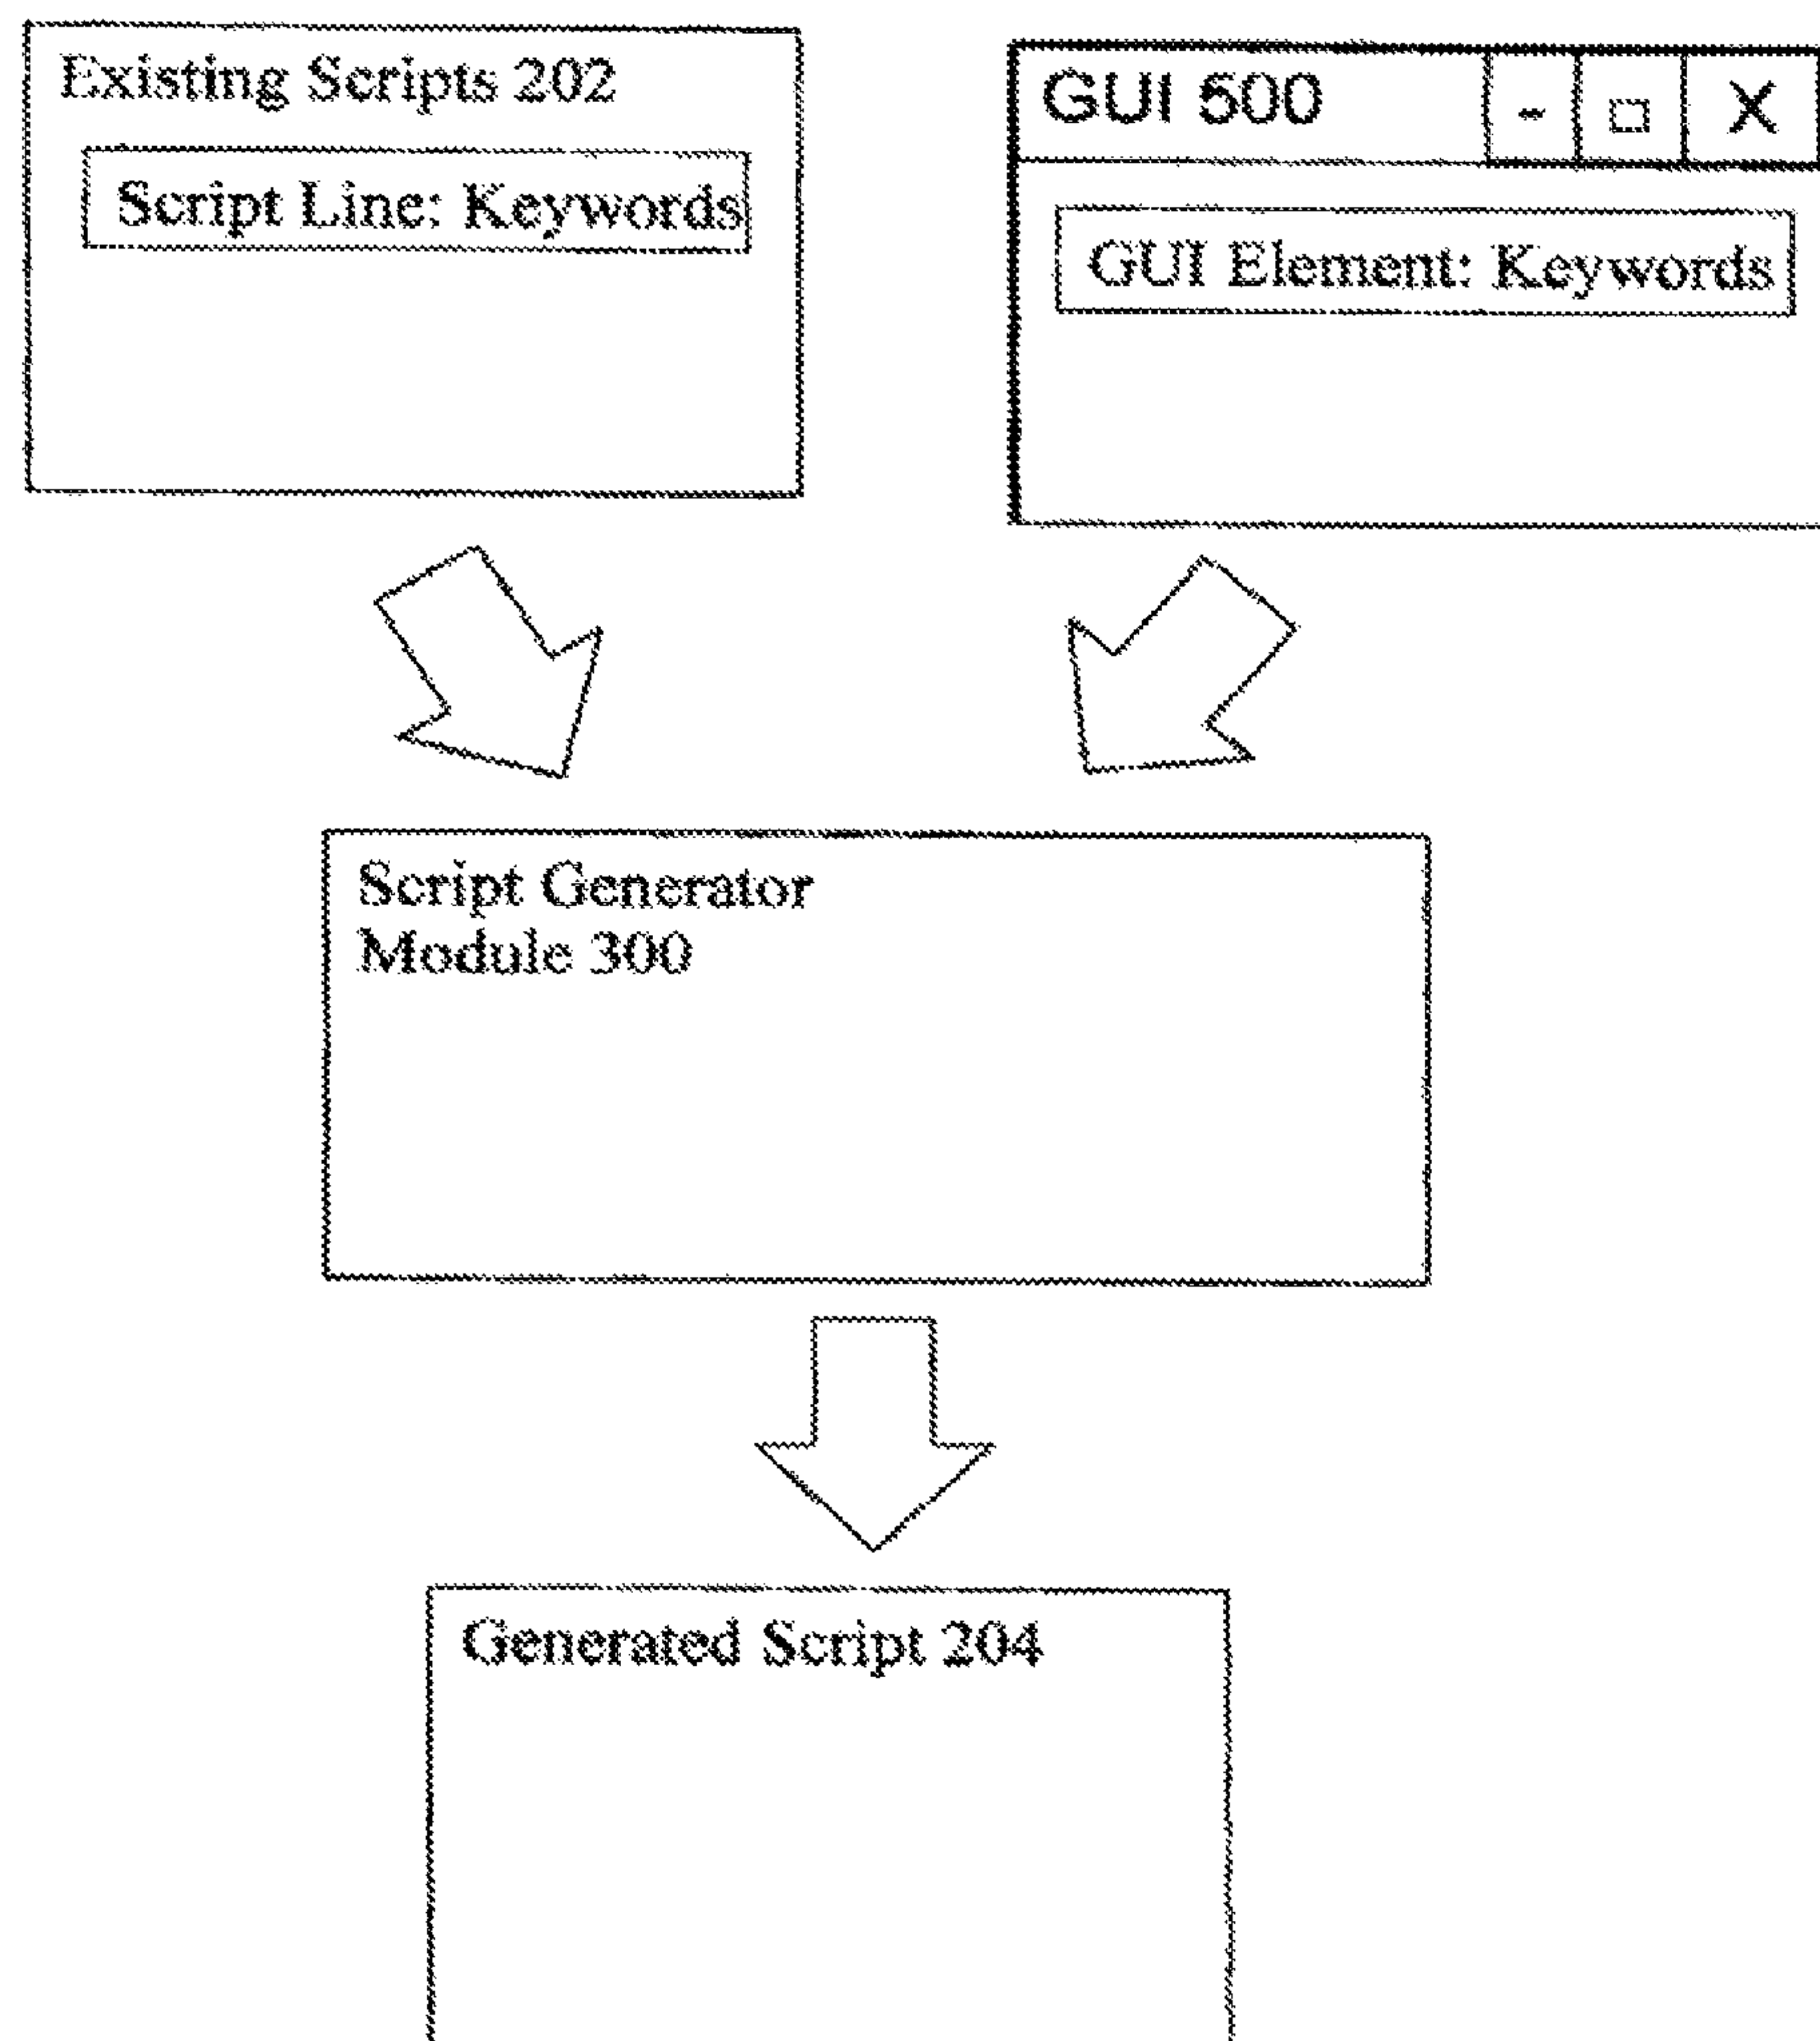 Existing Scripts 202
Script Line: Keywords
GUI 500
- □ X
GUI Element: Keywords
Script Generator
Module 300
Generated Script 204